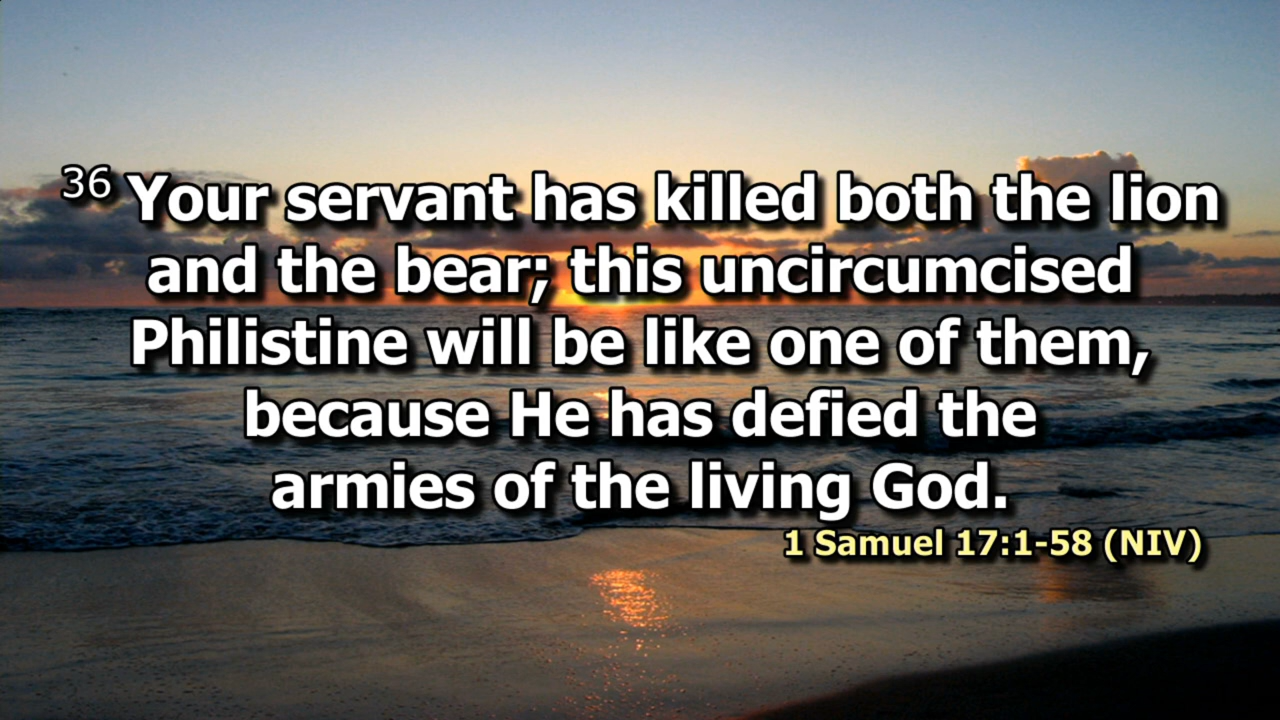 36 Your servant has killed both the lion
and the bear; this uncircumcised
Philistine will be like one of them,
because He has defied the
armies of the living God.
1 Samuel 17:1-58 (NIV)